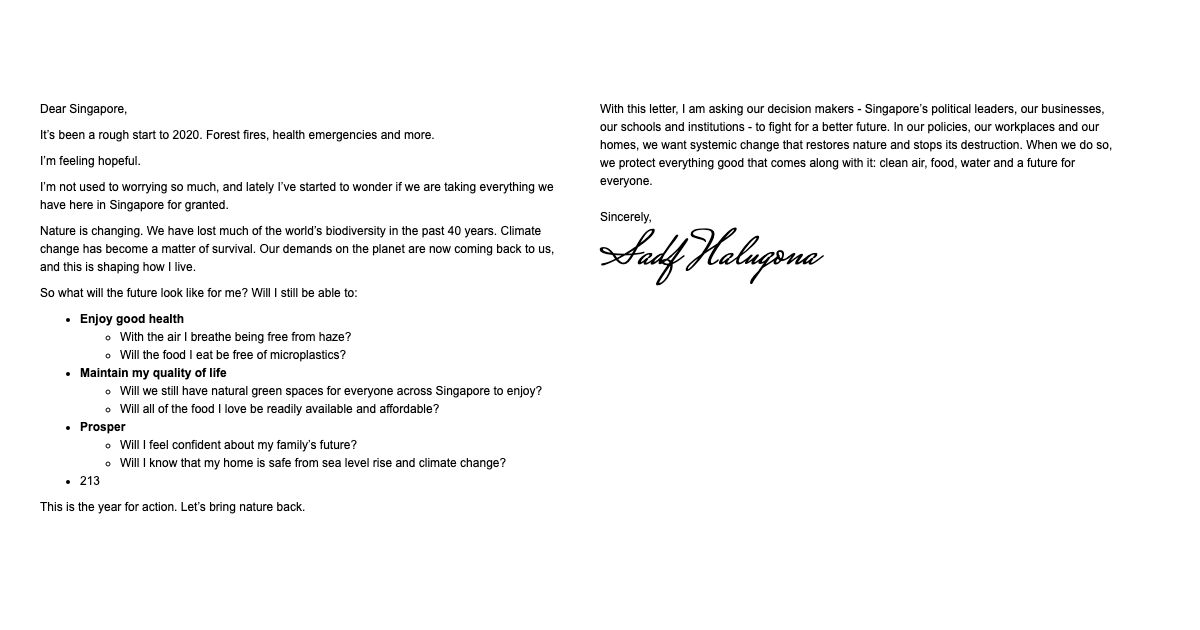 Dear Singapore,
It’s been a rough start to 2020. Forest fires, health emergencies and more.
I’m feeling hopeful.
I’m not used to worrying so much, and lately I’ve started to wonder if we are taking everything we
have here in Singapore for granted.
Nature is changing. We have lost much of the world’s biodiversity in the past 40 years. Climate
change has become a matter of survival. Our demands on the planet are now coming back to us,
and this is shaping how I live.
So what will the future look like for me? Will I still be able to:
• Enjoy good health
◦ With the air I breathe being free from haze?
◦ Will the food I eat be free of microplastics?
• Maintain my quality of life
◦ Will we still have natural green spaces for everyone across Singapore to enjoy?
◦ Will all of the food I love be readily available and affordable?
• Prosper
◦ Will I feel confident about my family’s future?
◦ Will I know that my home is safe from sea level rise and climate change?
• 213
This is the year for action. Let’s bring nature back.
With this letter, I am asking our decision makers - Singapore’s political leaders, our businesses,
our schools and institutions - to fight for a better future. In our policies, our workplaces and our
homes, we want systemic change that restores nature and stops its destruction. When we do so,
we protect everything good that comes along with it: clean air, food, water and a future for
everyone.
Sincerely,
Sadf Halugona